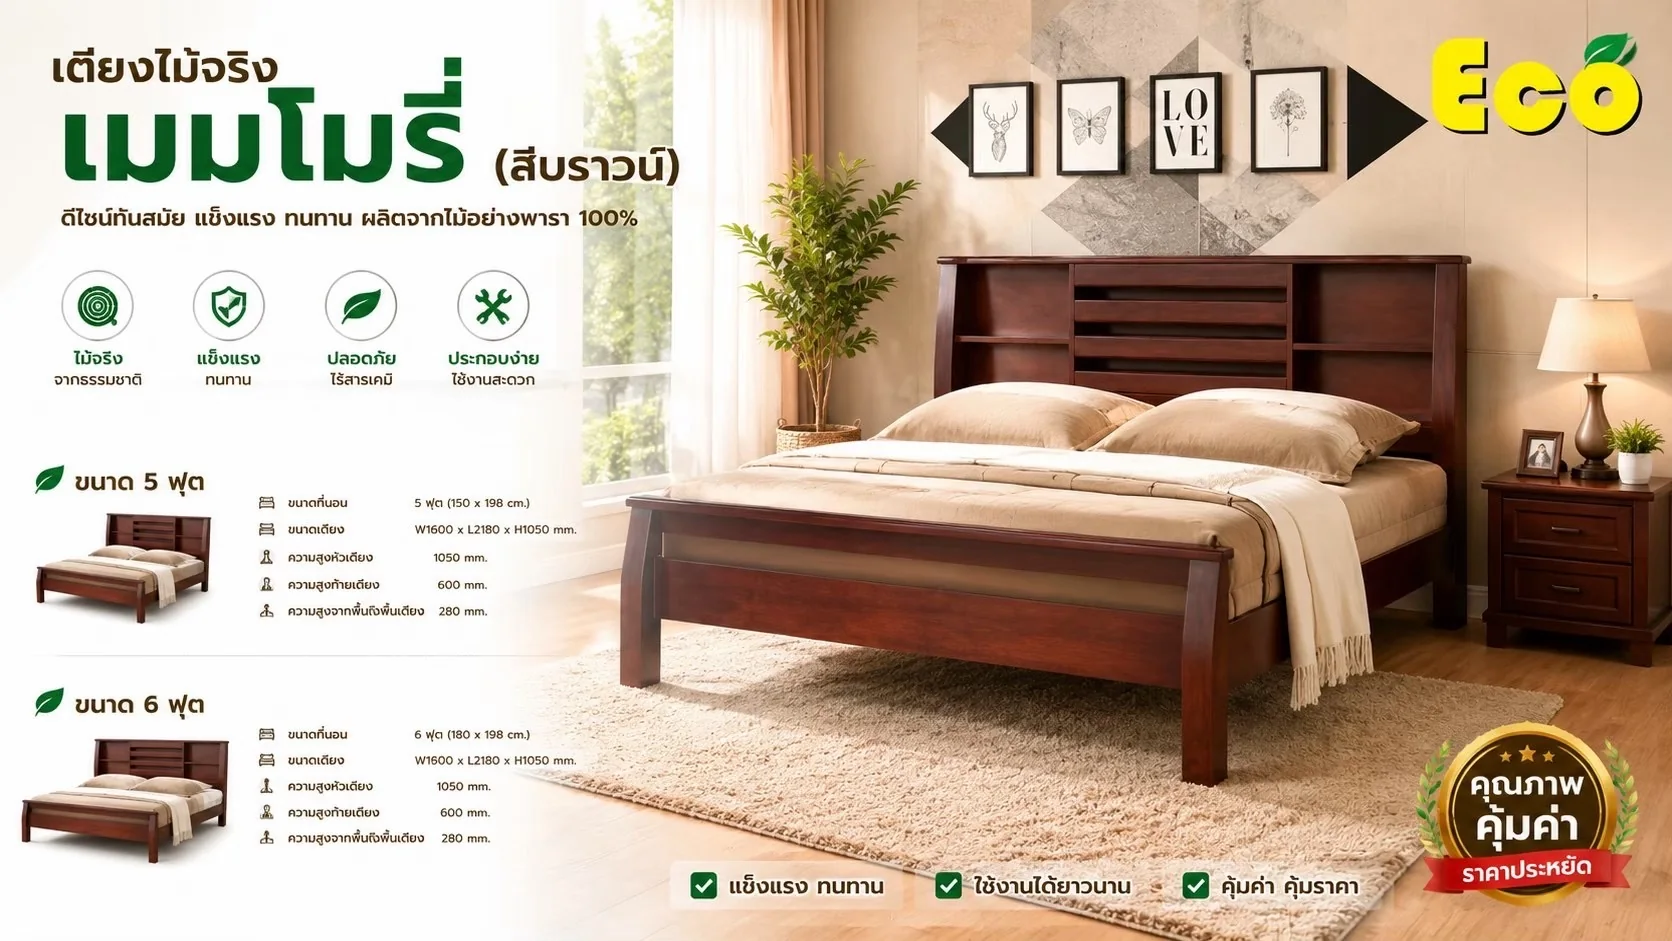 เตียงไม้จริง
เมมโมรี่ (สีบราวน์)
ดีไซน์ทันสมัย แข็งแรง ทนทาน ผลิตจากไม้อย่างพารา 100%
ไม้จริง
จากธรรมชาติ
แข็งแรง
ทนทาน
ปลอดภัย
ไร้สารเคมี
ประกอบง่าย
ใช้งานสะดวก
ขนาด 5 ฟุต
ขนาดที่นอน 5 ฟุต (150 x 198 cm.)
ขนาดเตียง W1600 x L2180 x H1050 mm.
ความสูงหัวเตียง 1050 mm.
ความสูงท้ายเตียง 600 mm.
ความสูงจากพื้นถึงพื้นเตียง 280 mm.
ขนาด 6 ฟุต
ขนาดที่นอน 6 ฟุต (180 x 198 cm.)
ขนาดเตียง W1600 x L2180 x H1050 mm.
ความสูงหัวเตียง 1050 mm.
ความสูงท้ายเตียง 600 mm.
ความสูงจากพื้นถึงพื้นเตียง 280 mm.
LO
VE
Eco
คุณภาพ
คุ้มค่า
ราคาประหยัด
แข็งแรง ทนทาน
ใช้งานได้ยาวนาน
คุ้มค่า คุ้มราคา